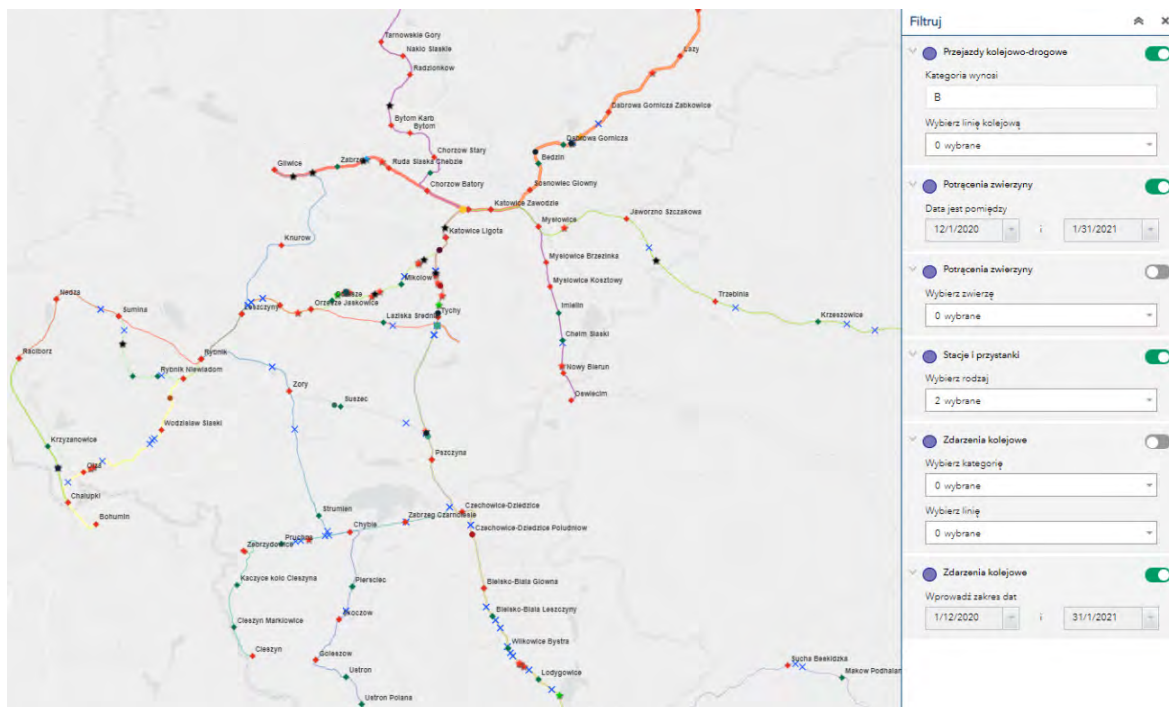 Tarnowskie Gory
Naklo Slaskie
Radzionkow
Bytom Karb
Bytom
Chorzow Stary
Gliwice
Zabrze
Ruda Slaska Chebzie
Chorzow Batory
Lazy
Dabrowa Gornicza Zabkowice
Dabrowa Gornicza
Bedzin
Sosnowiec Glowny
Katowice Zawodzie
Katowice Ligota
Myslowice
Jaworzno Szczakowa
Knurow
Mikolow
Myslowice Brzezinka
Myslowice Kosztowy
Trzebinia
Krzeszowice
Nedza
Sumina
Orzesze Jaskowice
Laziska Srednie
Tychy
Imielin
Chelm Slaski
Raciborz
Rybnik
Rybnik Niewiadom
Zory
Suszec
Nowy Bierun
Oswiecim
Wodzislaw Slaski
Krzyzanowice
Olza
Chalupki
Bohumin
Pszczyna
Strumien
Chybie
Zabrzeg Czarnolesie
Czechowice-Dziedzice
Czechowice-Dziedzice Poludniow
Pruchna
Zebrzydowice
Kaczyce kolo Cieszyna
Piersciec
Bielsko-Biala Glowna
Cieszyn Marklowice
Skoczow
Bielsko-Biala Leszczyny
Cieszyn
Goleszow
Wilkowice Bystra
Ustron
Lodygowice
Ustron Polana
Sucha Beskidzka
Makow Podhalan
Filtruj
Przejazdy kolejowo-drogowe
Kategoria wynosi
B
Wybierz linię kolejową
0 wybrane
Potrącenia zwierzyny
Data jest pomiędzy
12/1/2020 i 1/31/2021
Potrącenia zwierzyny
Wybierz zwierzę
0 wybrane
Stacje i przystanki
Wybierz rodzaj
2 wybrane
Zdarzenia kolejowe
Wybierz kategorię
0 wybrane
Wybierz linię
0 wybrane
Zdarzenia kolejowe
Wprowadź zakres dat
1/12/2020 i 31/1/2021